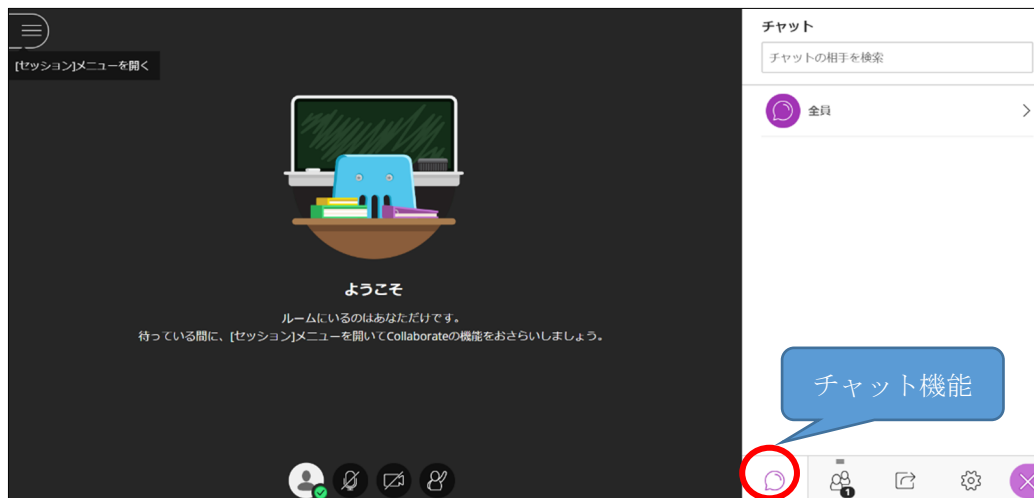 [セッション]メニューを開く
ようこそ
ルームにいるのはあなただけです。
待っている間に、[セッション]メニューを開いてCollaborateの機能をおさらいしましょう。
チャット
チャットの相手を検索
全員
チャット機能
1